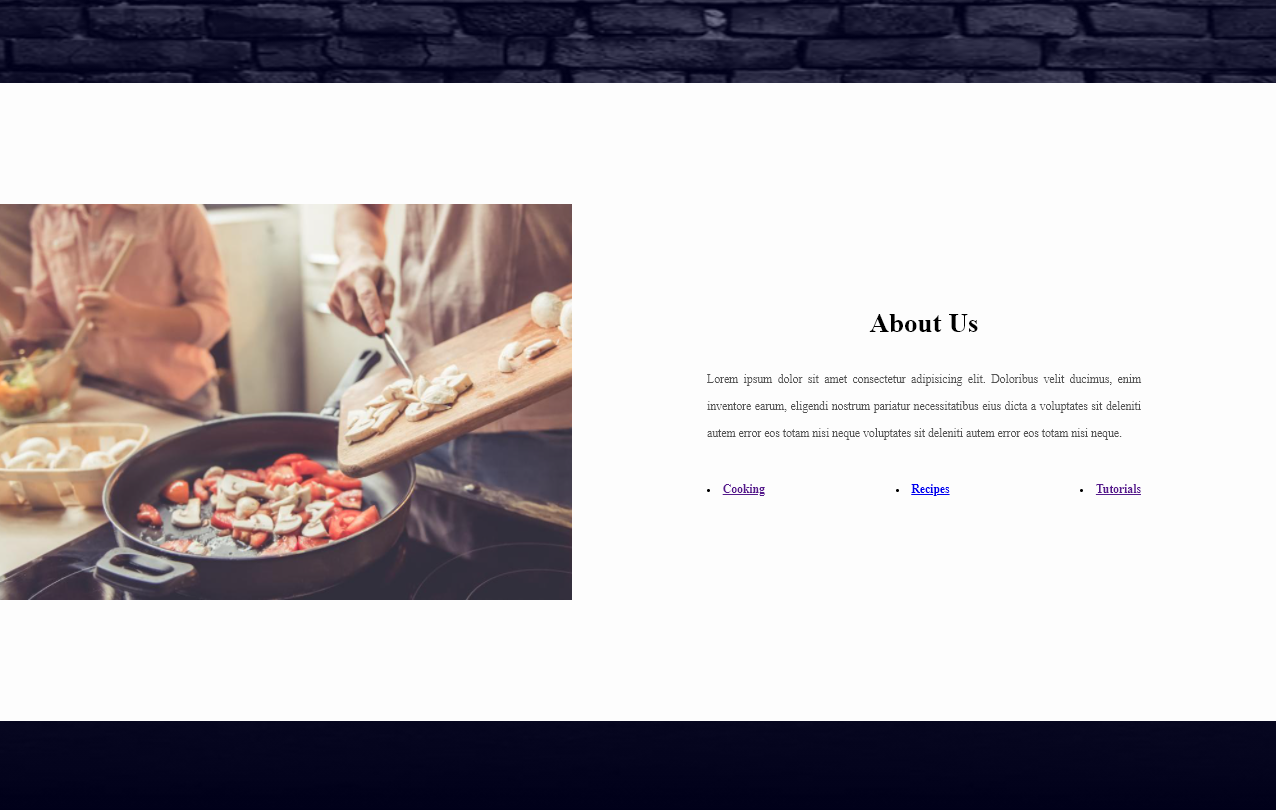 About Us
Lorem ipsum dolor sit amet consectetur adipisicing elit. Doloribus velit ducimus, enim
inventore earum, eligendi nostrum pariatur necessitatibus eius dicta a voluptates sit deleniti
autem error eos totam nisi neque voluptates sit deleniti autem error eos totam nisi neque.
• Cooking • Recipes • Tutorials